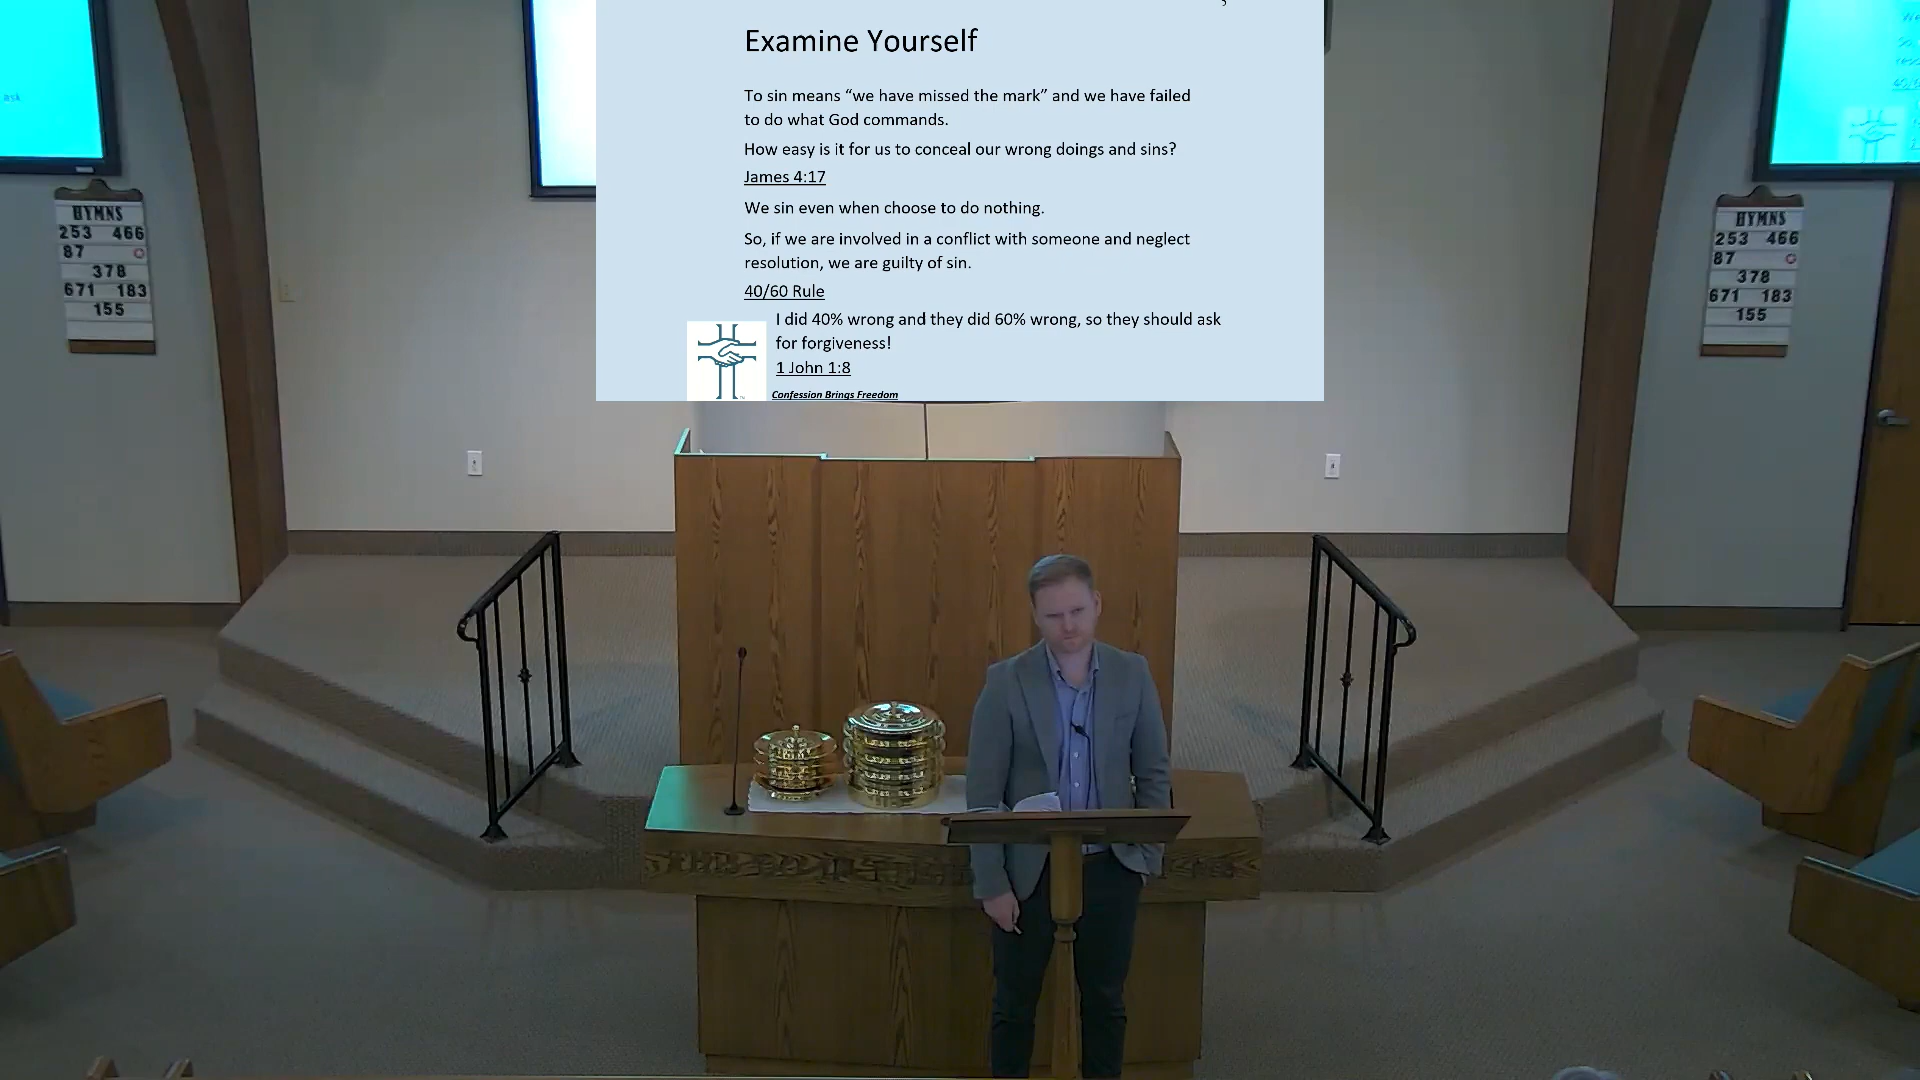 Examine Yourself
To sin means “we have missed the mark” and we have failed
to do what God commands.
How easy is it for us to conceal our wrong doings and sins?
James 4:17
We sin even when choose to do nothing.
So, if we are involved in a conflict with someone and neglect
resolution, we are guilty of sin.
40/60 Rule
I did 40% wrong and they did 60% wrong, so they should ask
for forgiveness!
1 John 1:8
Confession Brings Freedom
ask
HYMNS
253 466
87
378
671 183
155
HYMNS
253 466
87
378
671 183
155